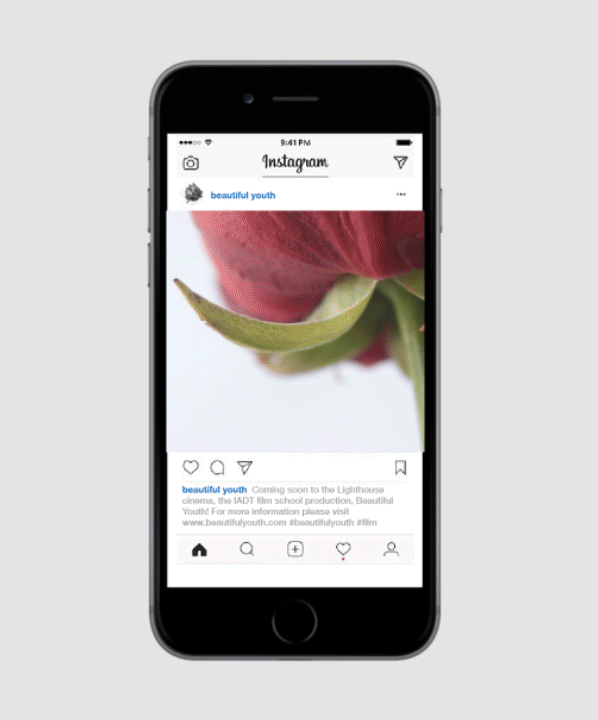 9:41 PM
Instagram
beautiful youth
beautiful youth Coming soon to the Lighthouse
cinema, the IADT film school production, Beautiful
Youth! For more information please visit
www.beautifulyouth.com #beautifulyouth #film